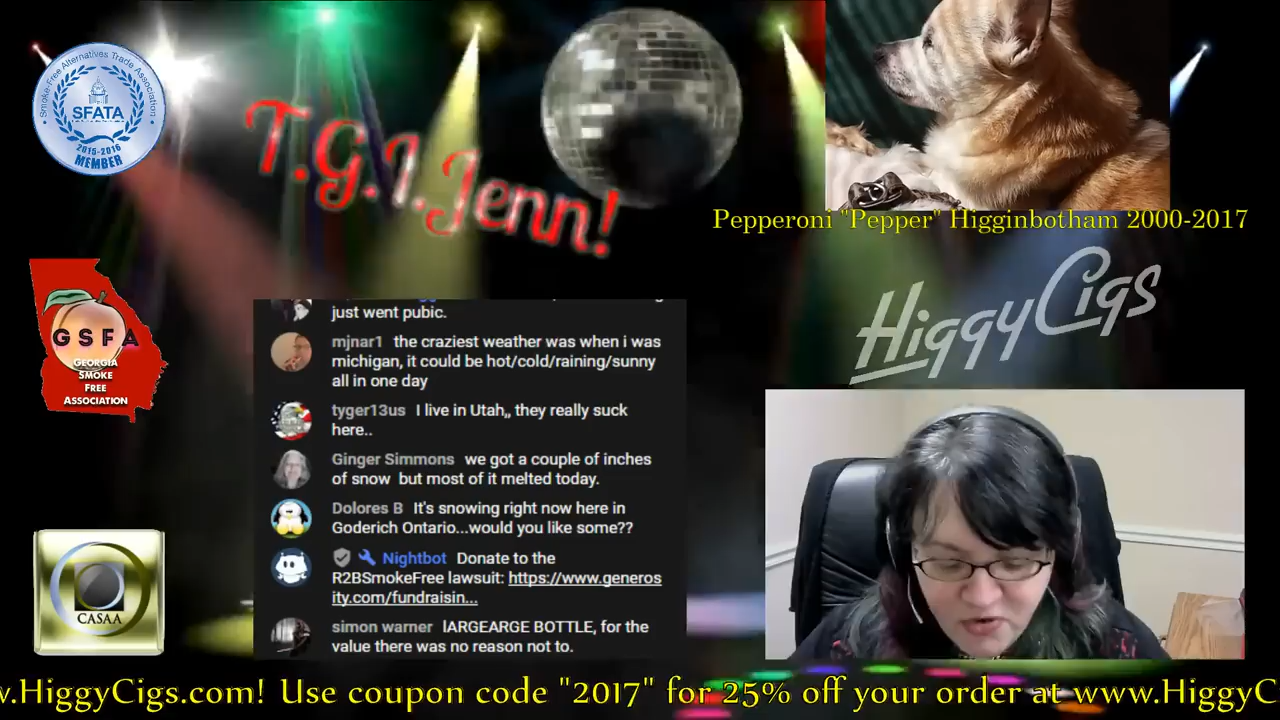 Smoke-Free Alternatives Trade Association
SFATA
2015-2016
MEMBER
T.G.I.Jenn!
Pepperoni "Pepper" Higginbotham 2000-2017
HiggyCigs
GSFA
GEORGIA
SMOKE
FREE
ASSOCIATION
CASAA
just went pubic.
mjnar1 the craziest weather was when i was
michigan, it could be hot/cold/raining/sunny
all in one day
tyger13us I live in Utah,, they really suck
here..
Ginger Simmons we got a couple of inches
of snow but most of it melted today.
Dolores B It's snowing right now here in
Goderich Ontario...would you like some??
Nightbot Donate to the
R2BSmokeFree lawsuit: https://www.generos
ity.com/fundraisin...
simon warner lARGEARGE BOTTLE, for the
value there was no reason not to.
w.HiggyCigs.com! Use coupon code "2017" for 25% off your order at www.HiggyC